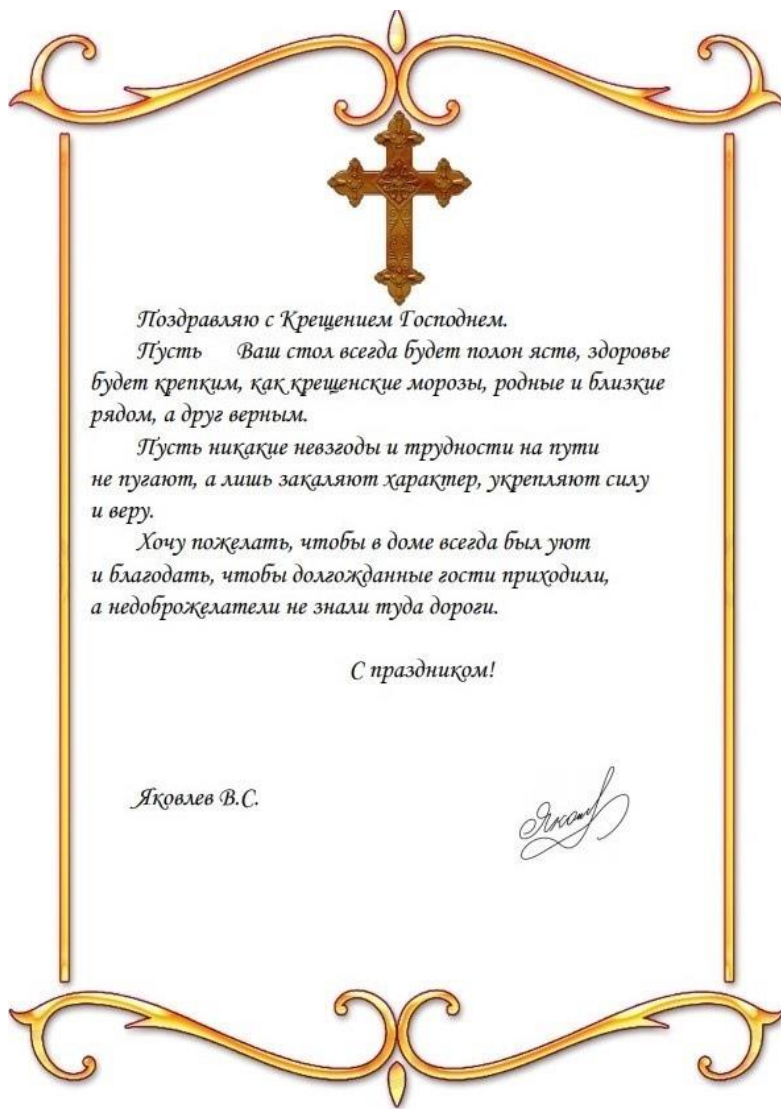 Поздравляю с Крещением Господнем.
Пусть Ваш стол всегда будет полон яств, здоровье
будет крепким, как крещенские морозы, родные и близкие
рядом, а друг верным.
Пусть никакие невзгоды и трудности на пути
не пугают, а лишь закаляют характер, укрепляют силу
и веру.
Хочу пожелать, чтобы в доме всегда был уют
и благодать, чтобы долгожданные гости приходили,
а недоброжелатели не знали туда дороги.
С праздником!
Яковлев В.С.